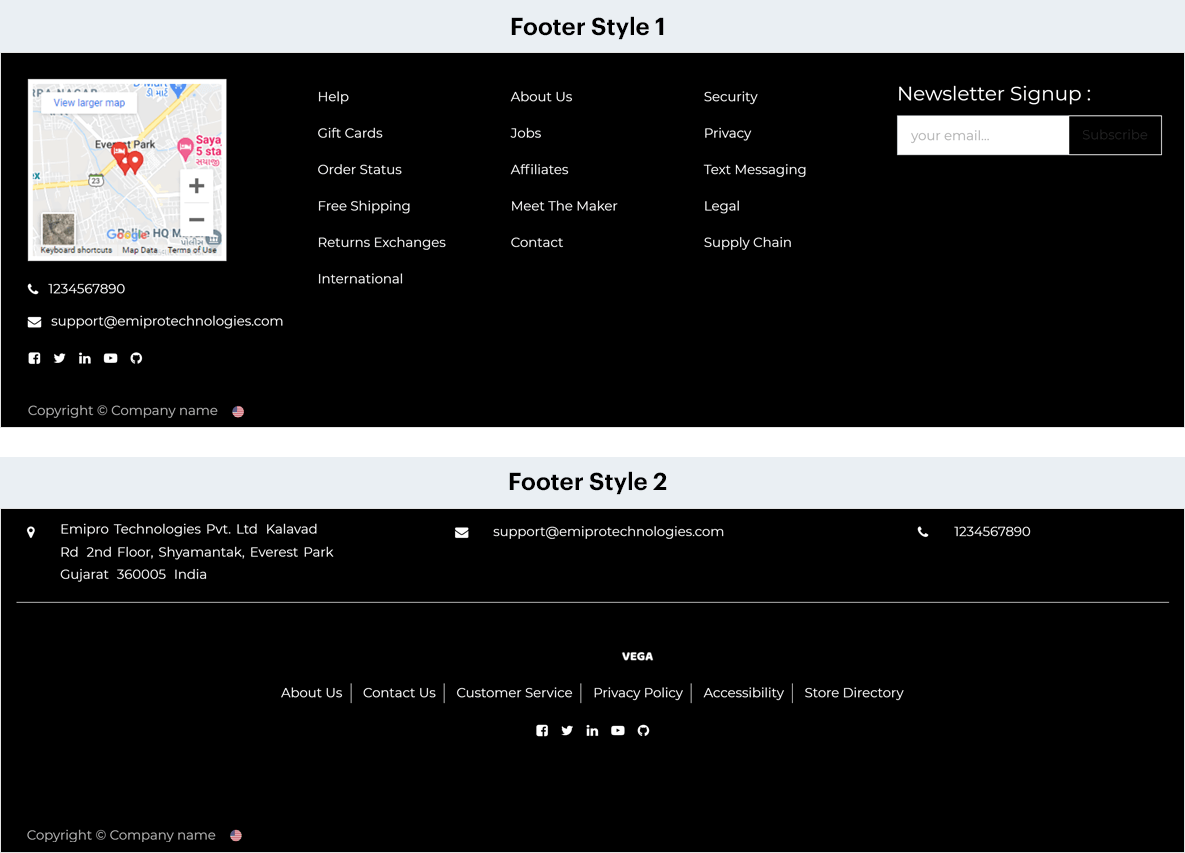 Footer Style 1
View larger map
Everest Park
Saya
5 sta
સયાજી
23
Google
Police HQ M
પોલીસ
Keyboard shortcuts Map Data Terms of Use
1234567890
support@emiprotechnologies.com
Help
Gift Cards
Order Status
Free Shipping
Returns Exchanges
International
About Us
Jobs
Affiliates
Meet The Maker
Contact
Security
Privacy
Text Messaging
Legal
Supply Chain
Newsletter Signup :
your email...
Subscribe
Copyright © Company name
Footer Style 2
Emipro Technologies Pvt. Ltd Kalavad
Rd 2nd Floor, Shyamantak, Everest Park
Gujarat 360005 India
support@emiprotechnologies.com
1234567890
VEGA
About Us Contact Us Customer Service Privacy Policy Accessibility Store Directory
Copyright © Company name